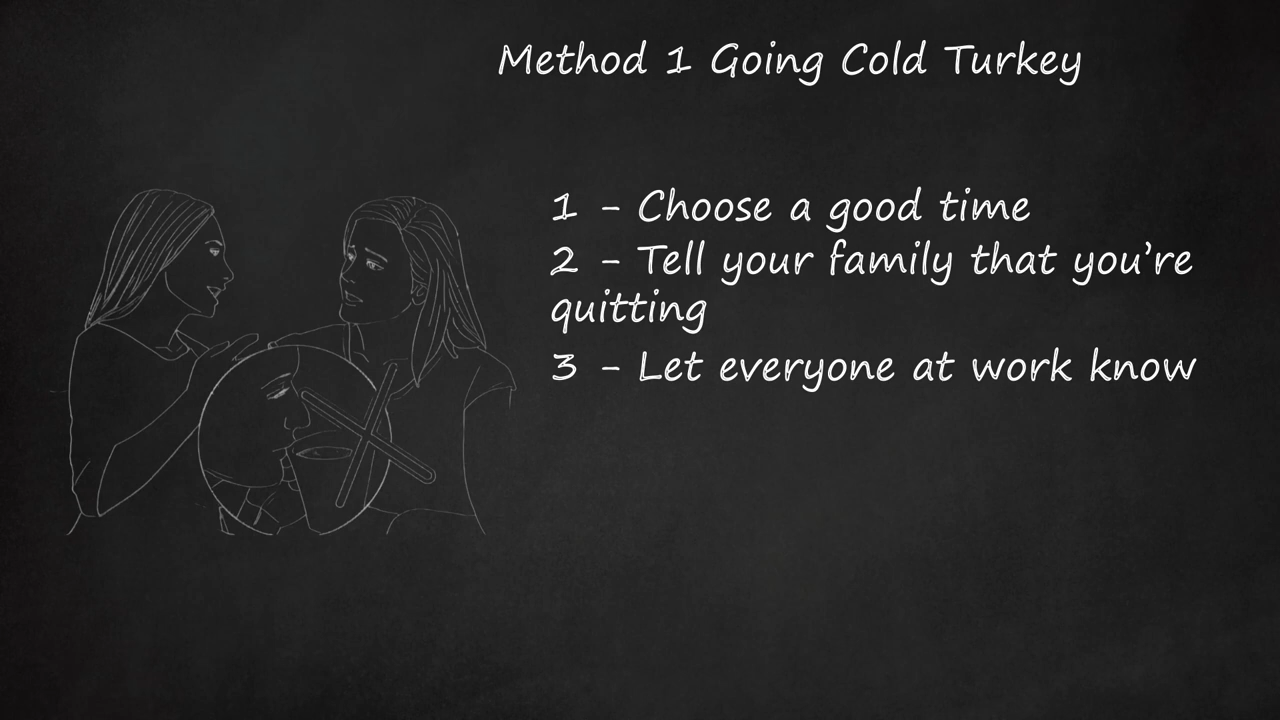 Method 1 Going Cold Turkey
1 - Choose a good time
2 - Tell your family that you’re
quitting
3 - Let everyone at work know